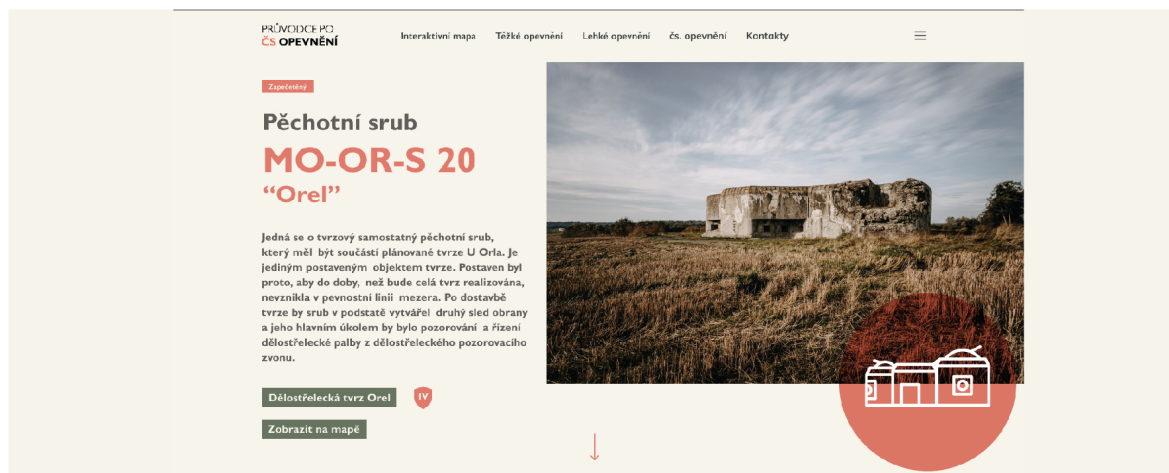 PRŮVODCE PO
ČS OPEVNĚNÍ
Interaktivní mapa Těžké opevnění Lehké opevnění čs. opevnění Kontakty
Zapečetěný
Pěchotní srub
MO-OR-S 20
“Orel”
Jedná se o tvrzový samostatný pěchotní srub,
který měl být součástí plánované tvrze U Orla. Je
jediným postaveným objektem tvrze. Postaven byl
proto, aby do doby, než bude celá tvrz realizována,
nevznikla v pevnostní linii mezera. Po dostavbě
tvrze by srub v podstatě vytvářel druhý sled obrany
a jeho hlavním úkolem by bylo pozorování a řízení
dělostřelecké palby z dělostřeleckého pozorovacího
zvonu.
Dělostřelecká tvrz Orel IV
Zobrazit na mapě